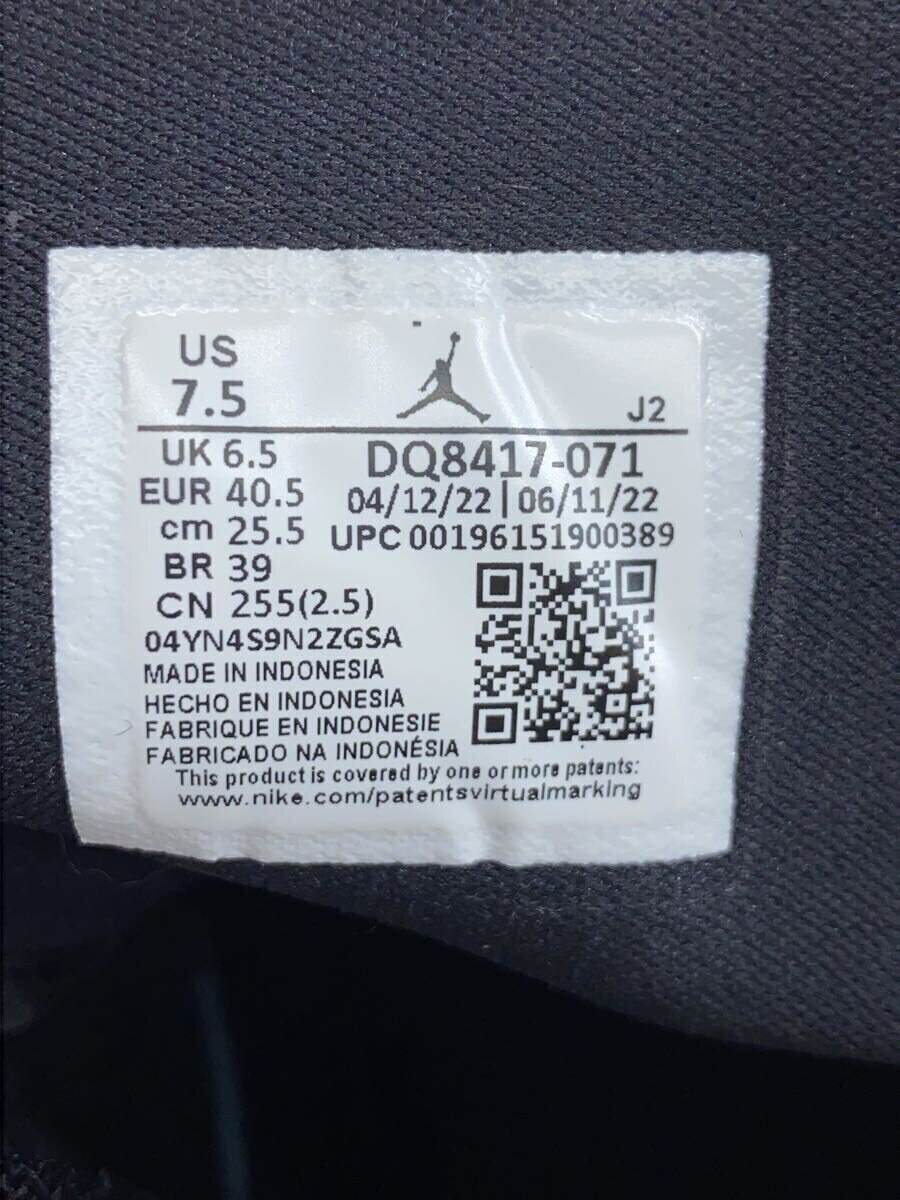 US
7.5
J2
UK 6.5
EUR 40.5
cm 25.5
BR 39
CN 255(2.5)
DQ8417-071
04/12/22 | 06/11/22
UPC 00196151900389
04YN4S9N2ZGSA
MADE IN INDONESIA
HECHO EN INDONESIA
FABRIQUE EN INDONESIE
FABRICADO NA INDONÉSIA
This product is covered by one or more patents:
www.nike.com/patentsvirtualmarking